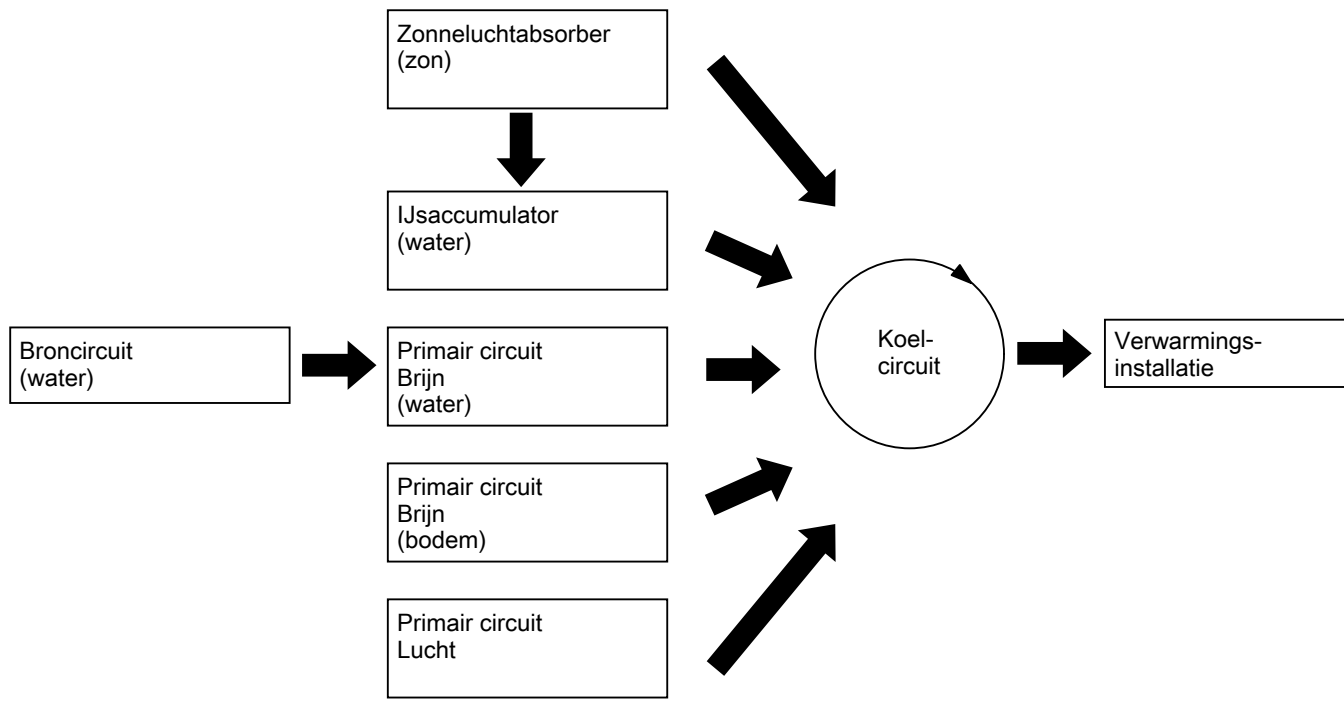 Zonneluchtabsorber
(zon)
IJsaccumulator
(water)
Broncircuit
(water)
Primair circuit
Brijn
(water)
Koel-
circuit
Verwarmings-
installatie
Primair circuit
Brijn
(bodem)
Primair circuit
Lucht